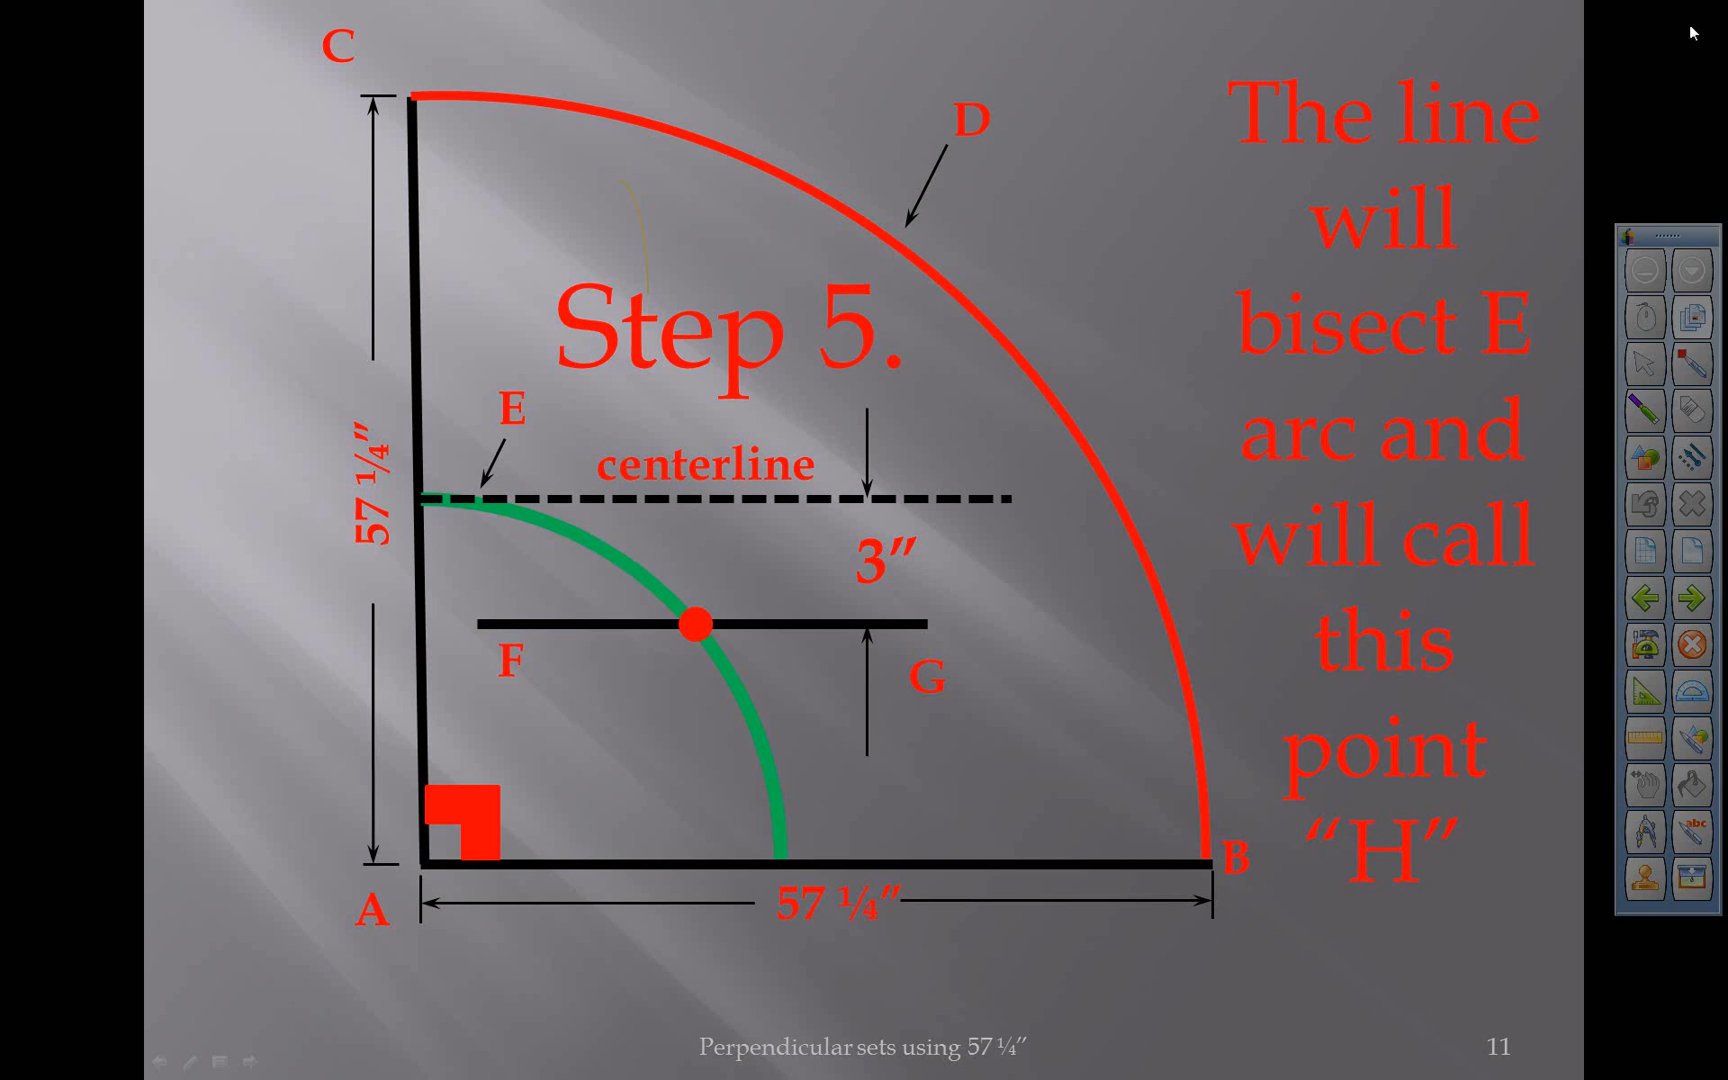 C
D
The line
will
bisect E
arc and
will call
this
point
“H”
Step 5.
E
centerline
57 ¼”
3”
F
G
B
A
57 ¼”
Perpendicular sets using 57 ¼”
11
abc